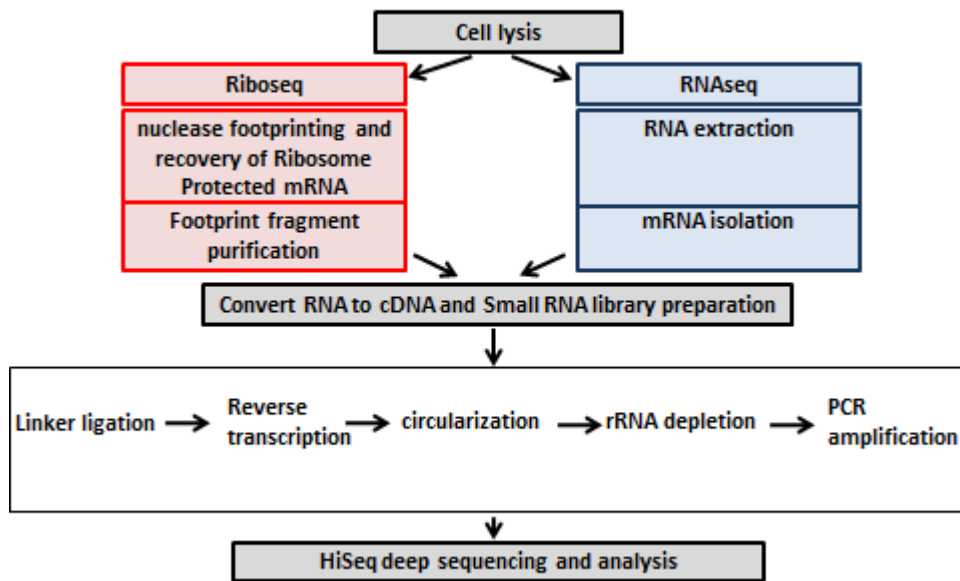 Cell lysis
Riboseq
nuclease footprinting and
recovery of Ribosome
Protected mRNA
Footprint fragment
purification
RNAseq
RNA extraction
mRNA isolation
Convert RNA to cDNA and Small RNA library preparation
Linker ligation
Reverse
transcription
circularization
rRNA depletion
PCR
amplification
HiSeq deep sequencing and analysis